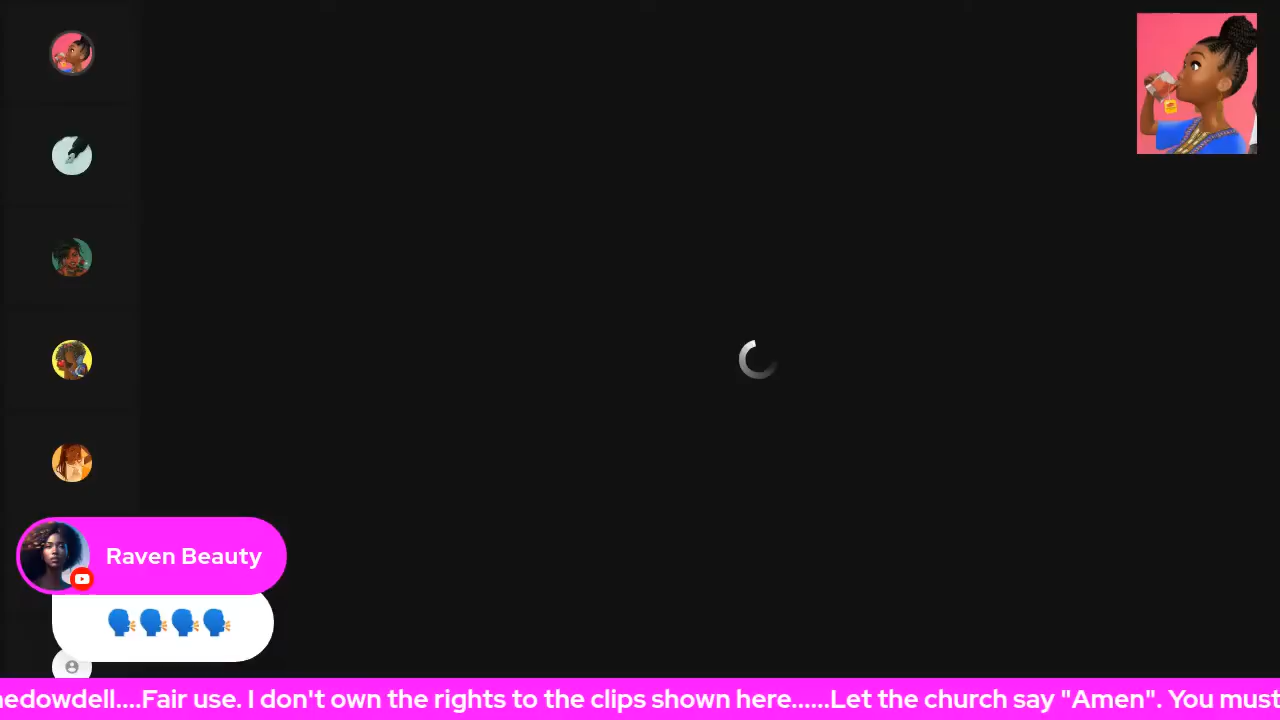 Raven Beauty
🗣🗣🗣🗣
nedowdell....Fair use. I don't own the rights to the clips shown here......Let the church say "Amen". You must